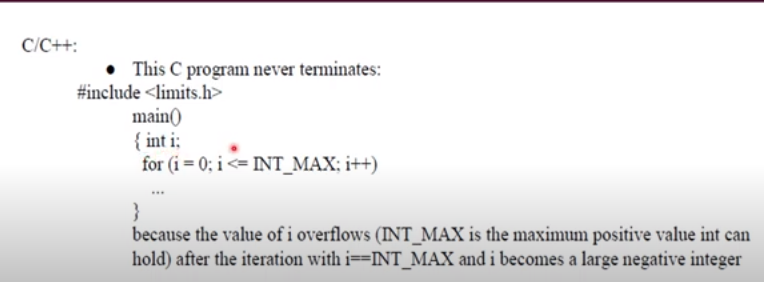 C/C++:
● This C program never terminates:
#include <limits.h>
main()
{ int i;
for (i = 0; i <= INT_MAX; i++)
...
}
because the value of i overflows (INT_MAX is the maximum positive value int can
hold) after the iteration with i==INT_MAX and i becomes a large negative integer